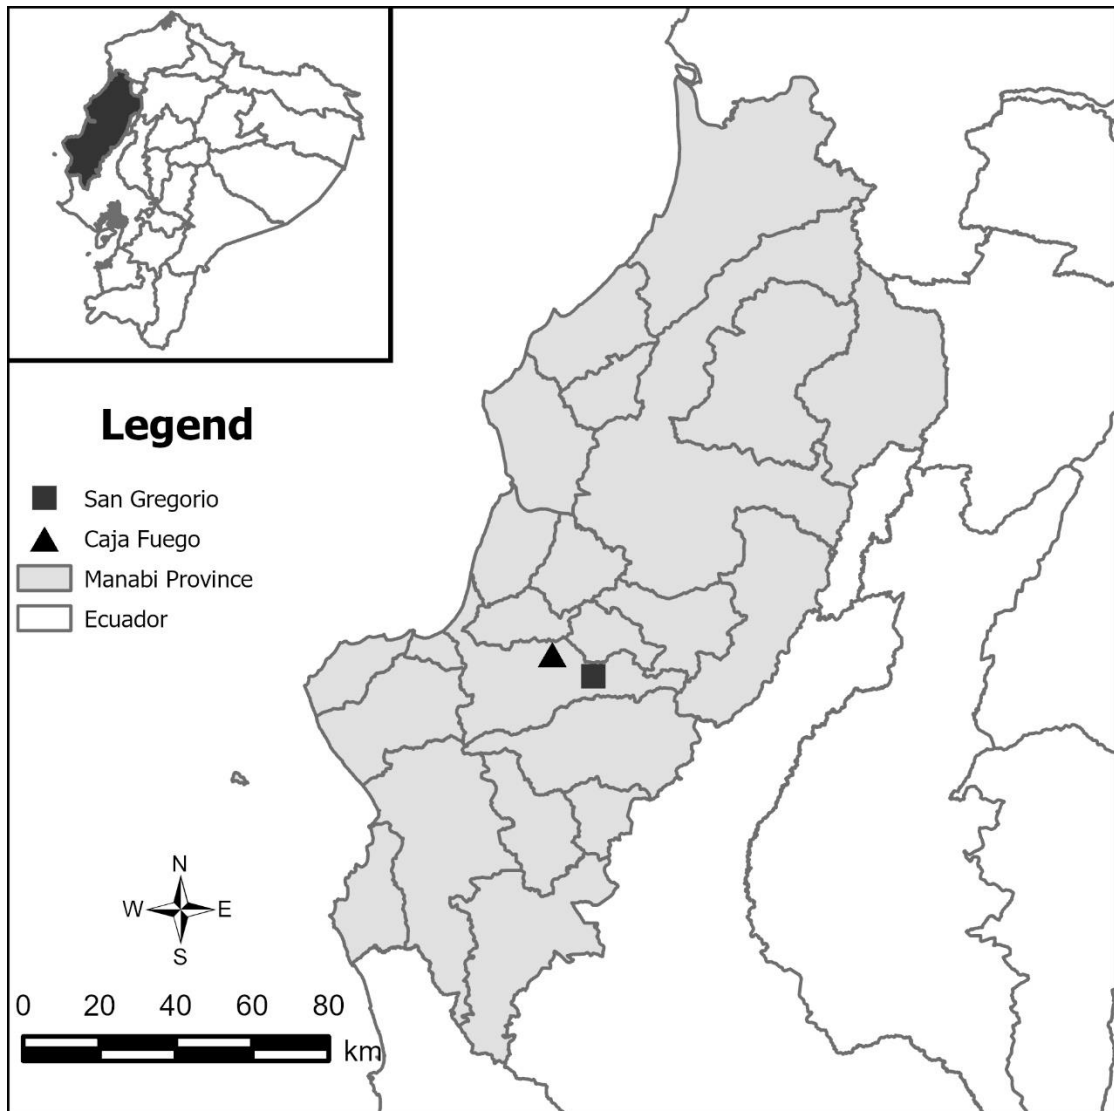 Legend
San Gregorio
Caja Fuego
Manabi Province
Ecuador
N
W E
S
0 20 40 60 80
km